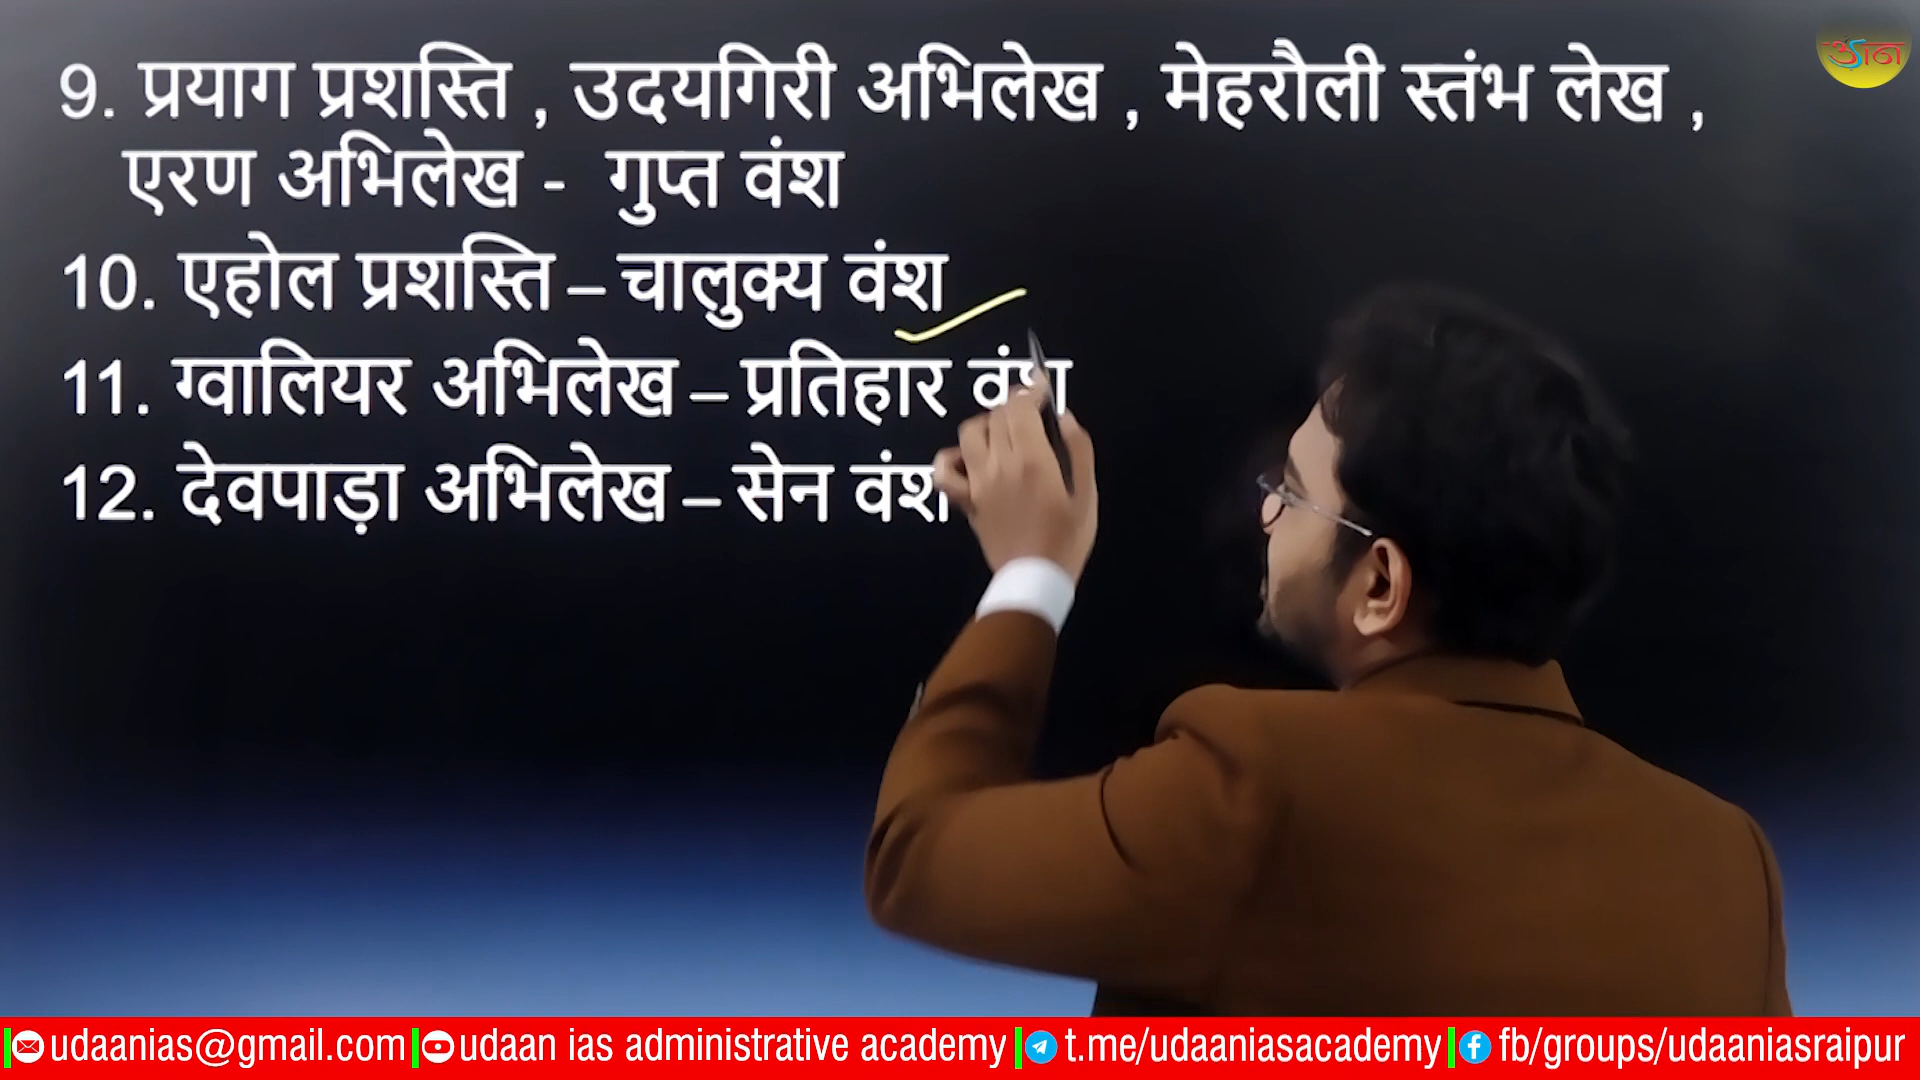 उड़ान
9. प्रयाग प्रशस्ति , उदयगिरी अभिलेख , मेहरौली स्तंभ लेख ,
एरण अभिलेख - गुप्त वंश
10. एहोल प्रशस्ति – चालुक्य वंश
11. ग्वालियर अभिलेख – प्रतिहार वंश
12. देवपाड़ा अभिलेख – सेन वंश
udaanias@gmail.com udaan ias administrative academy t.me/udaaniasacademy fb/groups/udaaniasraipur